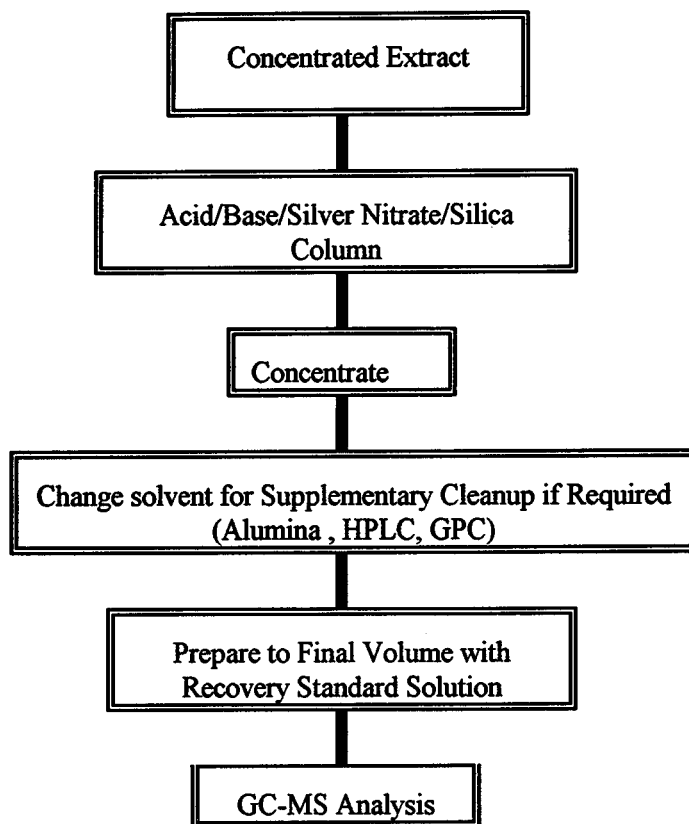 Concentrated Extract
Acid/Base/Silver Nitrate/Silica
Column
Concentrate
Change solvent for Supplementary Cleanup if Required
(Alumina , HPLC, GPC)
Prepare to Final Volume with
Recovery Standard Solution
GC-MS Analysis